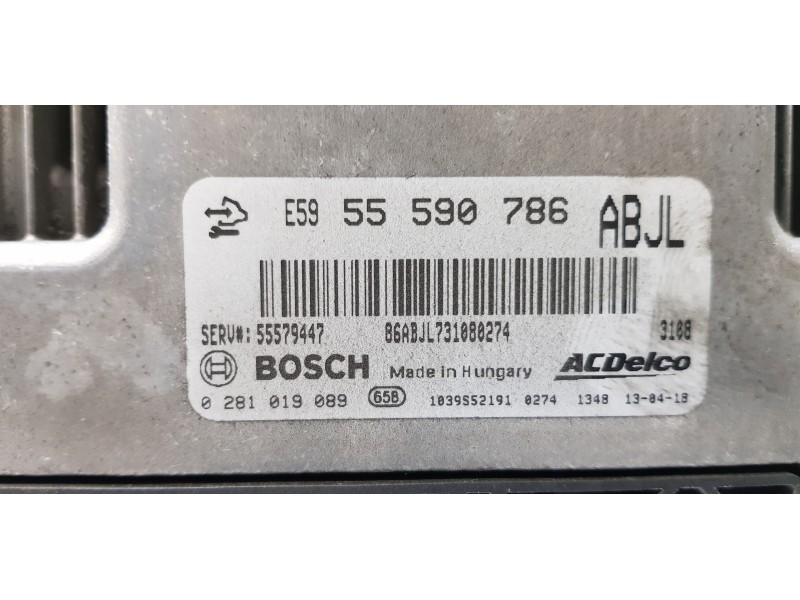 E59 55 590 786 ABJL
SERV#: 55579447 86ABJL731080274 3108
BOSCH Made in Hungary ACDelco
0 281 019 089 658 1039S52191 0274 1348 13-04-18